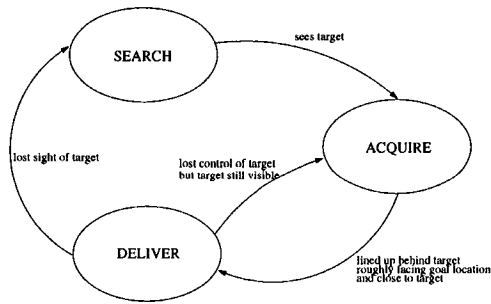 SEARCH
sees target
ACQUIRE
lost sight of target
lost control of target
but target still visible
DELIVER
lined up behind target
roughly facing goal location
and close to target